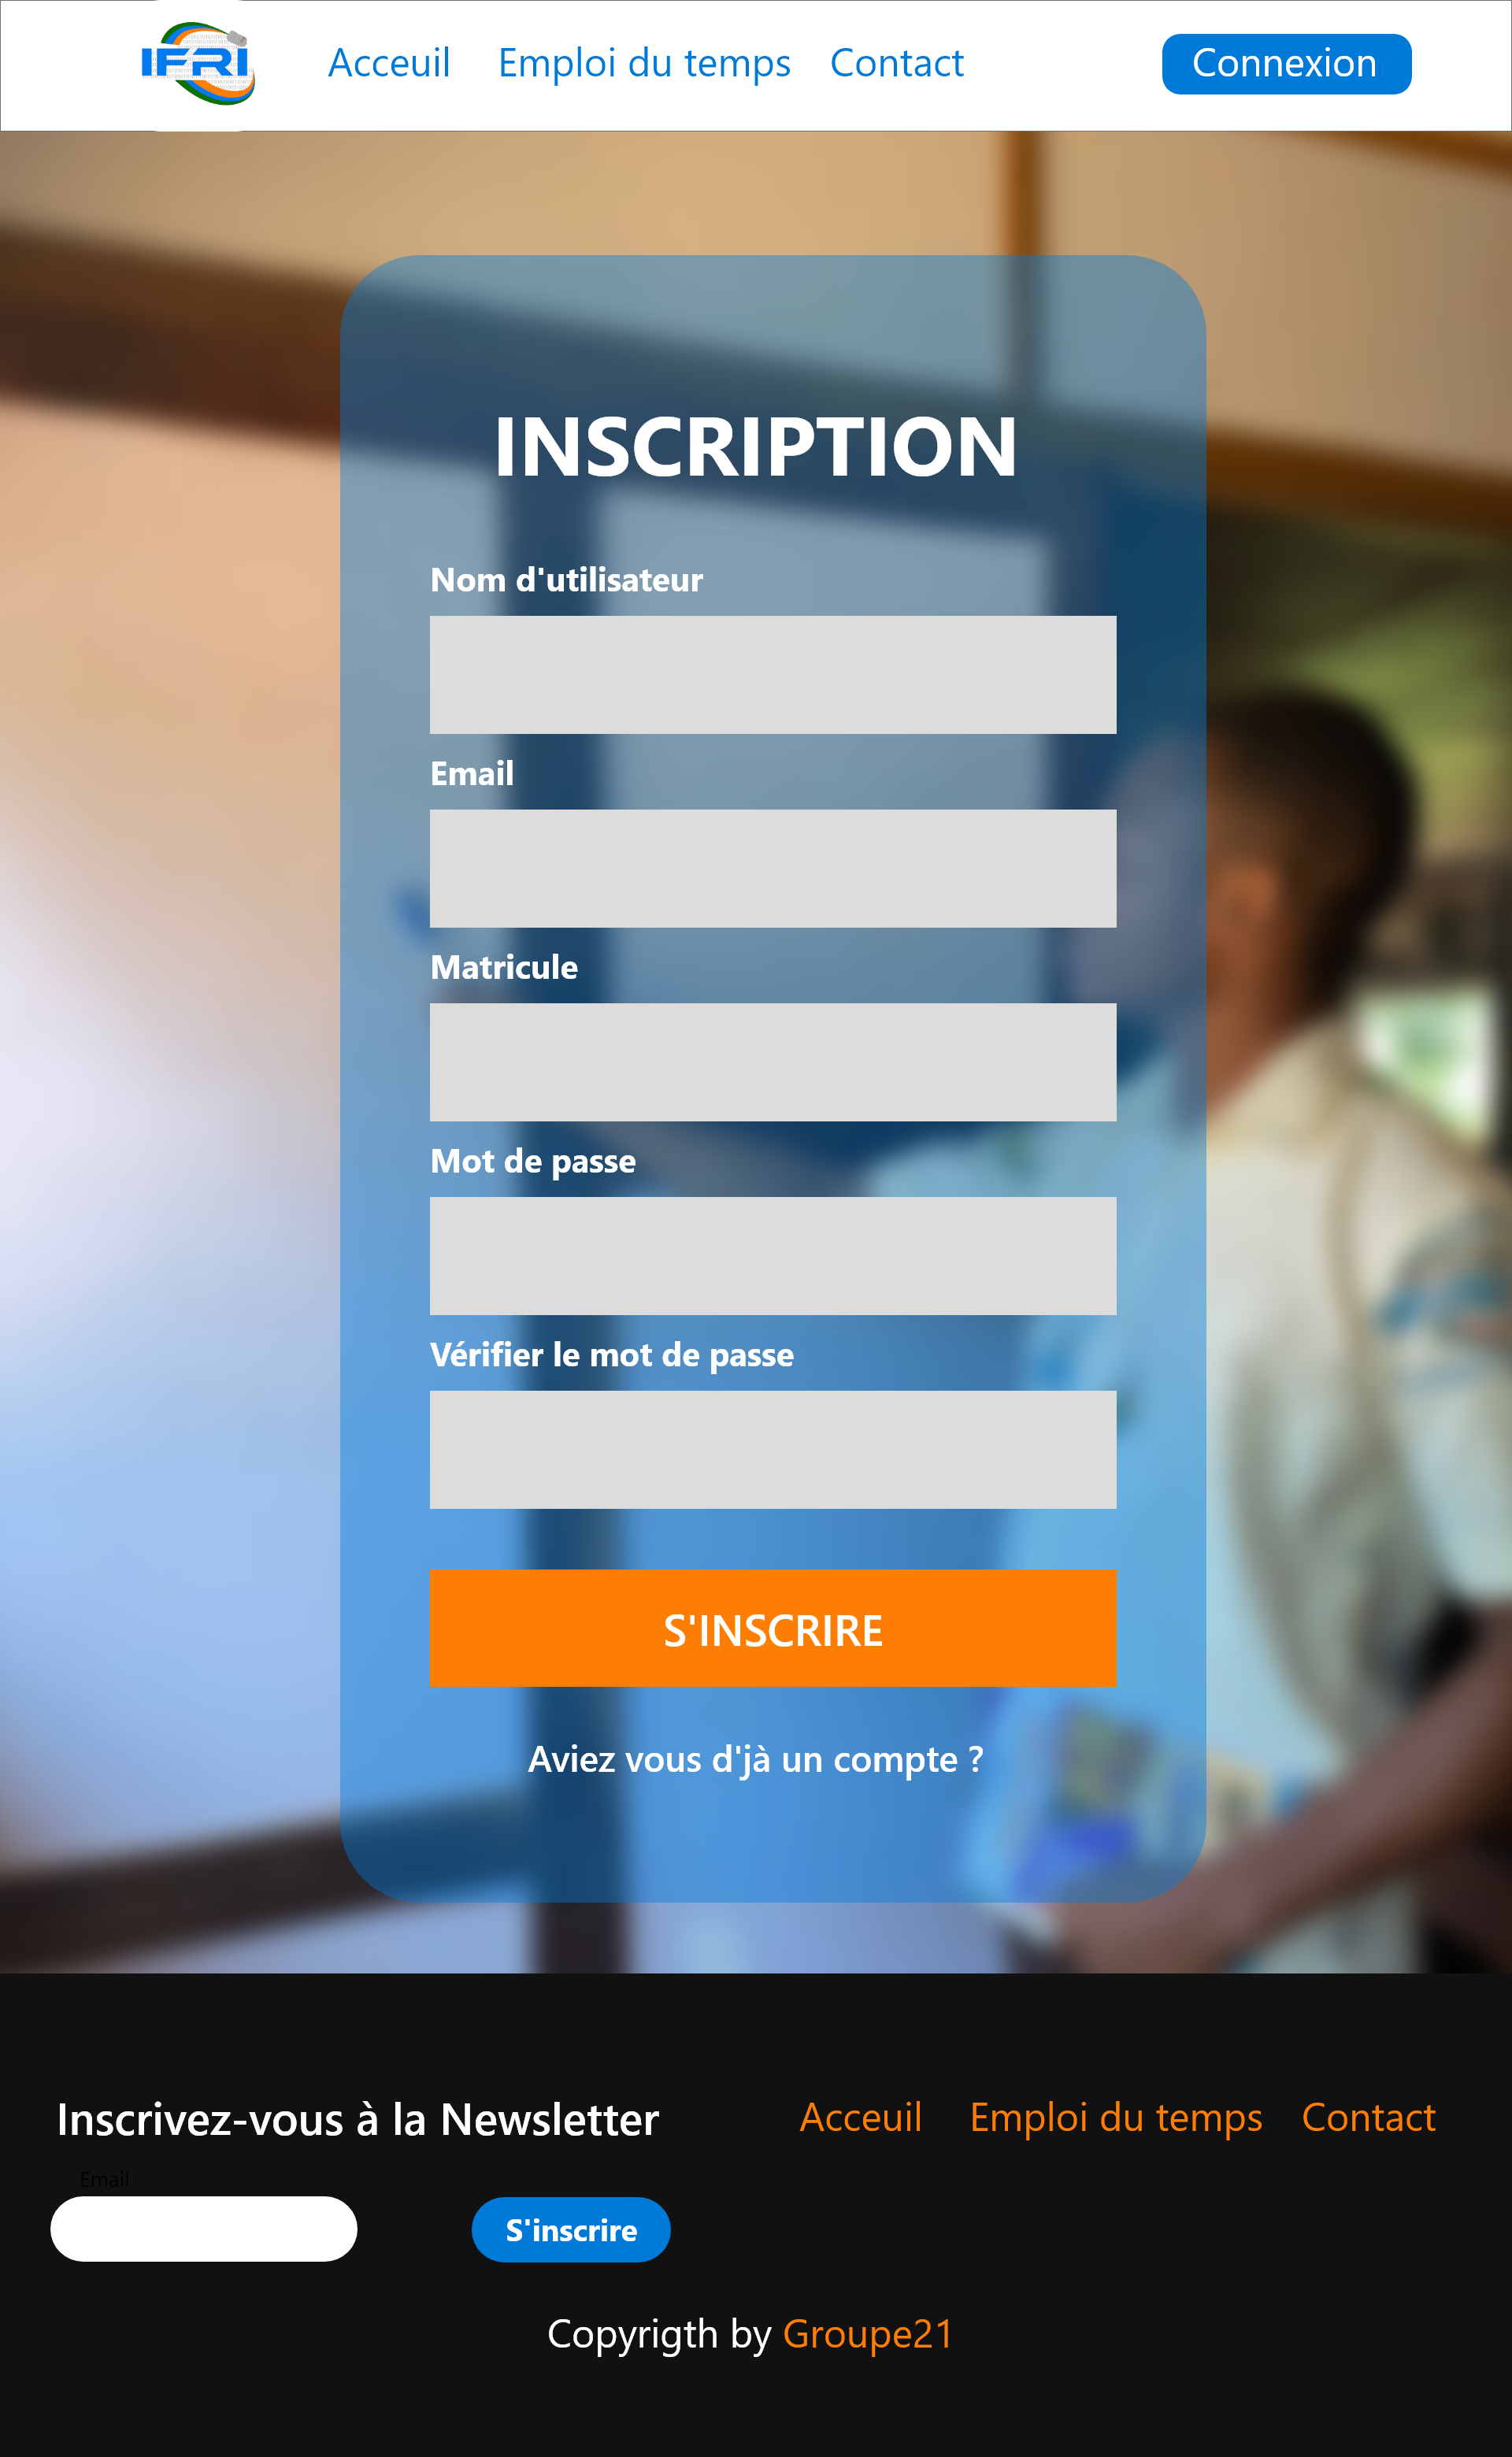 IFRI
Acceuil Emploi du temps Contact Connexion
INSCRIPTION
Nom d'utilisateur
Email
Matricule
Mot de passe
Vérifier le mot de passe
S'INSCRIRE
Aviez vous d'jà un compte ?
Inscrivez-vous à la Newsletter
Acceuil Emploi du temps Contact
Email
S'inscrire
Copyrigth by Groupe21